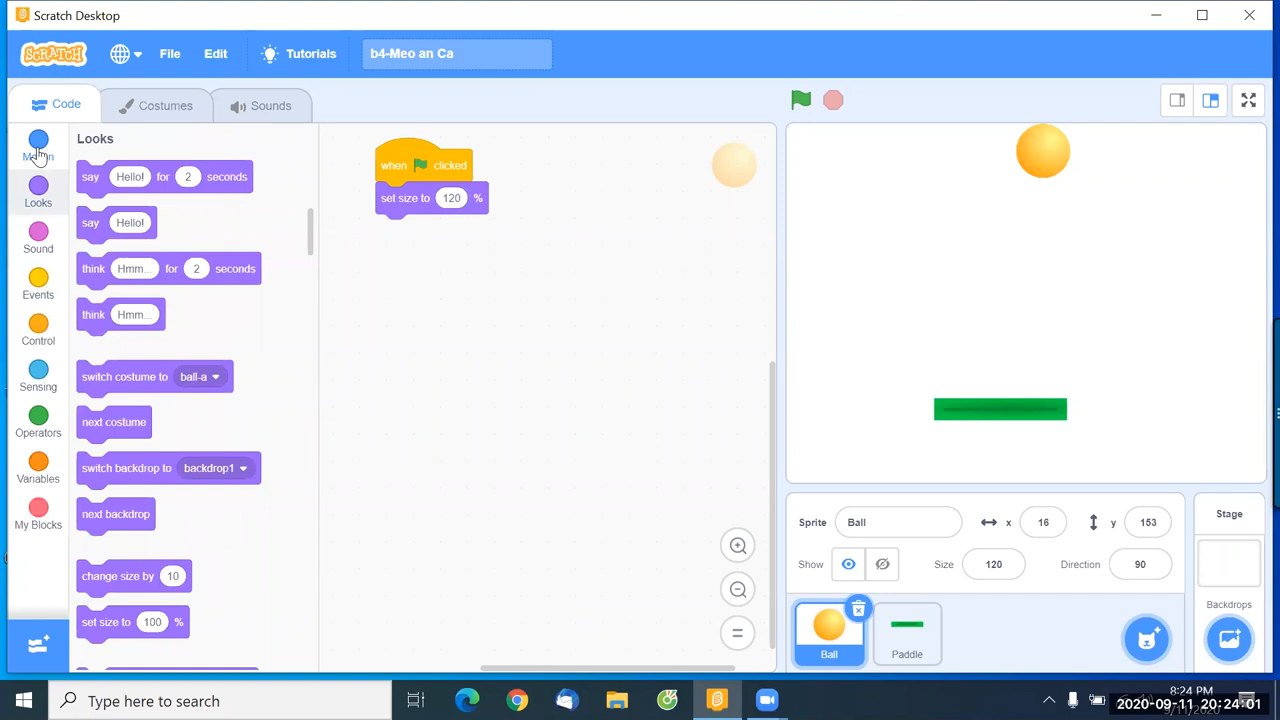 Scratch Desktop
SCRATCH
File
Edit
Tutorials
b4-Meo an Ca
Code
Costumes
Sounds
Looks
Looks
Sound
Events
Control
Sensing
Operators
Variables
My Blocks
say Hello! for 2 seconds
say Hello!
think Hmm... for 2 seconds
think Hmm...
switch costume to ball-a
next costume
switch backdrop to backdrop1
next backdrop
change size by 10
set size to 100 %
when clicked
set size to 120 %
Sprite Ball x 16 y 153
Show Size 120 Direction 90
Ball
Paddle
Stage
Backdrops
Type here to search
8:24 PM
2020-09-11 20:24:01